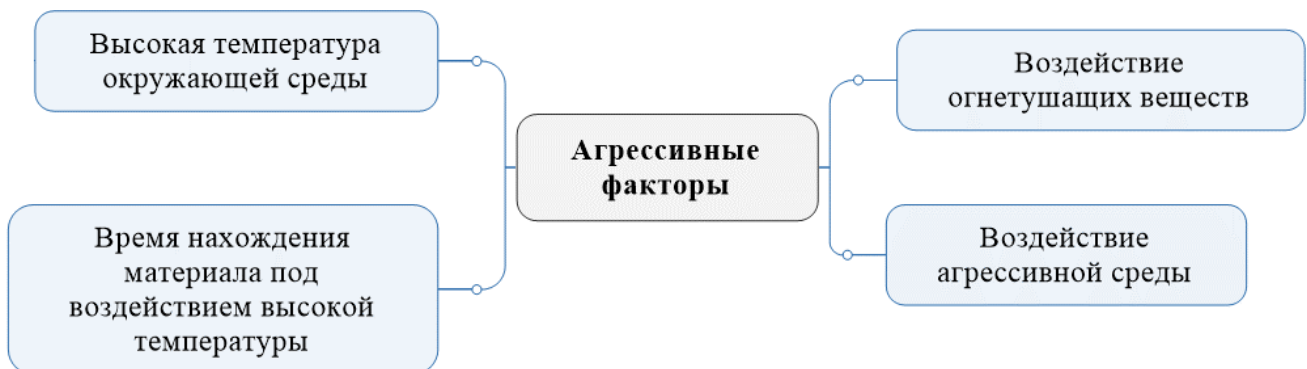 Высокая температура
окружающей среды
Время нахождения
материала под
воздействием высокой
температуры
Агрессивные
факторы
Воздействие
огнетушащих веществ
Воздействие
агрессивной среды